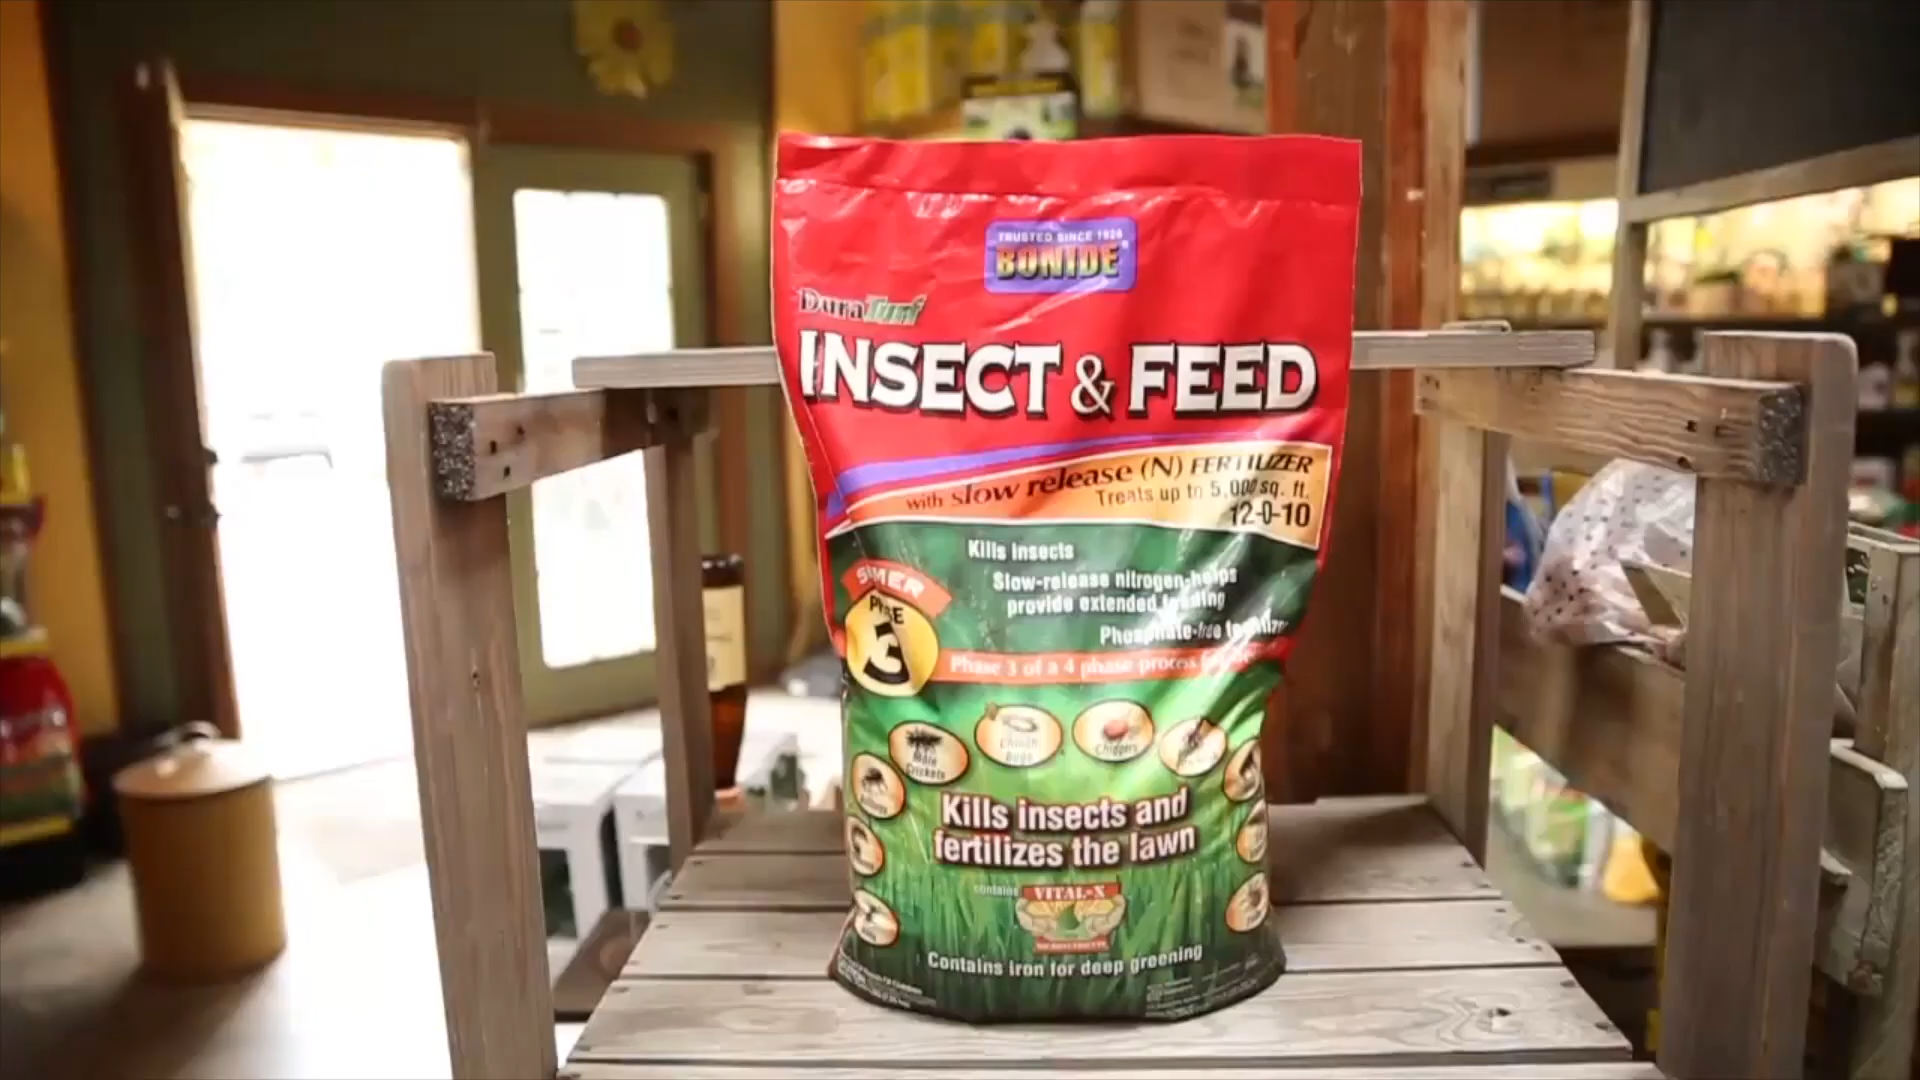 TRUSTED SINCE 1926
BONIDE
DuraTurf
INSECT & FEED
with slow release (N) FERTILIZER
Treats up to 5,000 sq. ft.
12-0-10
Kills insects
Slow-release nitrogen-helps
provide extended feeding
Phosphate-free
3
Phase 3 of a 4 phase
Mole
Crickets
Chinch
Bugs
Chiggers
Kills insects and
fertilizes the lawn
contains
VITAL-X
Contains iron for deep greening